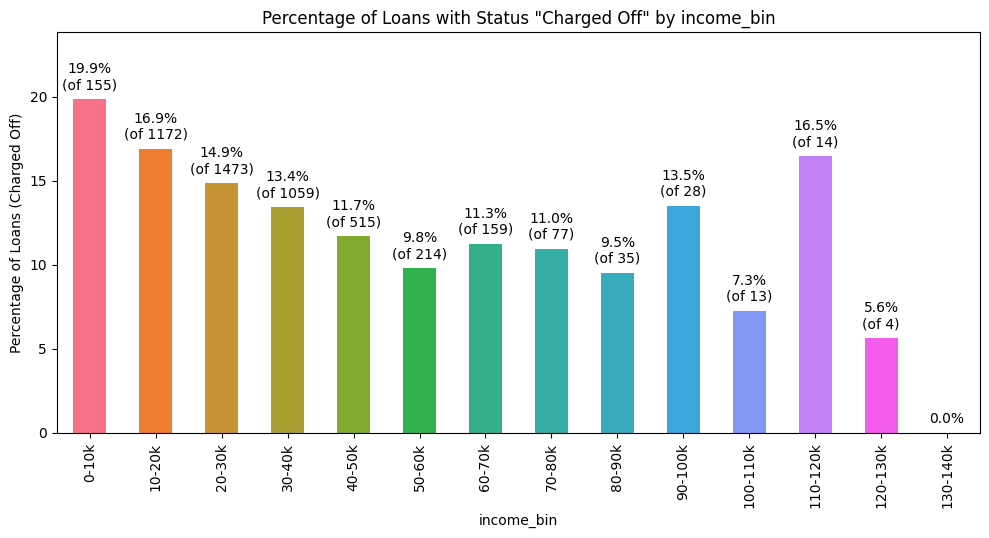 Percentage of Loans with Status "Charged Off" by income_bin
Percentage of Loans (Charged Off)
20
15
10
5
0
19.9%
(of 155)
16.9%
(of 1172)
14.9%
(of 1473)
13.4%
(of 1059)
11.7%
(of 515)
9.8%
(of 214)
11.3%
(of 159)
11.0%
(of 77)
9.5%
(of 35)
13.5%
(of 28)
7.3%
(of 13)
16.5%
(of 14)
5.6%
(of 4)
0.0%
0-10k
10-20k
20-30k
30-40k
40-50k
50-60k
60-70k
70-80k
80-90k
90-100k
100-110k
110-120k
120-130k
130-140k
income_bin